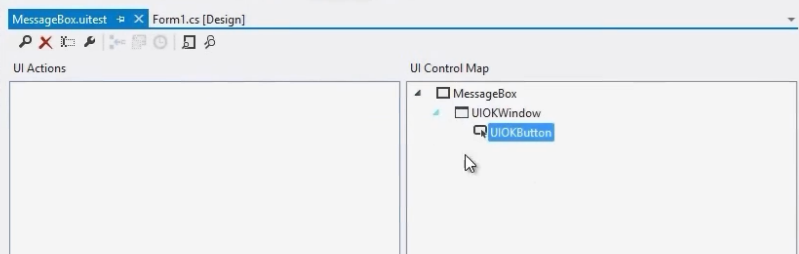 MessageBox.uitest Form1.cs [Design]
UI Actions
UI Control Map
MessageBox
UIOKWindow
UIOKButton